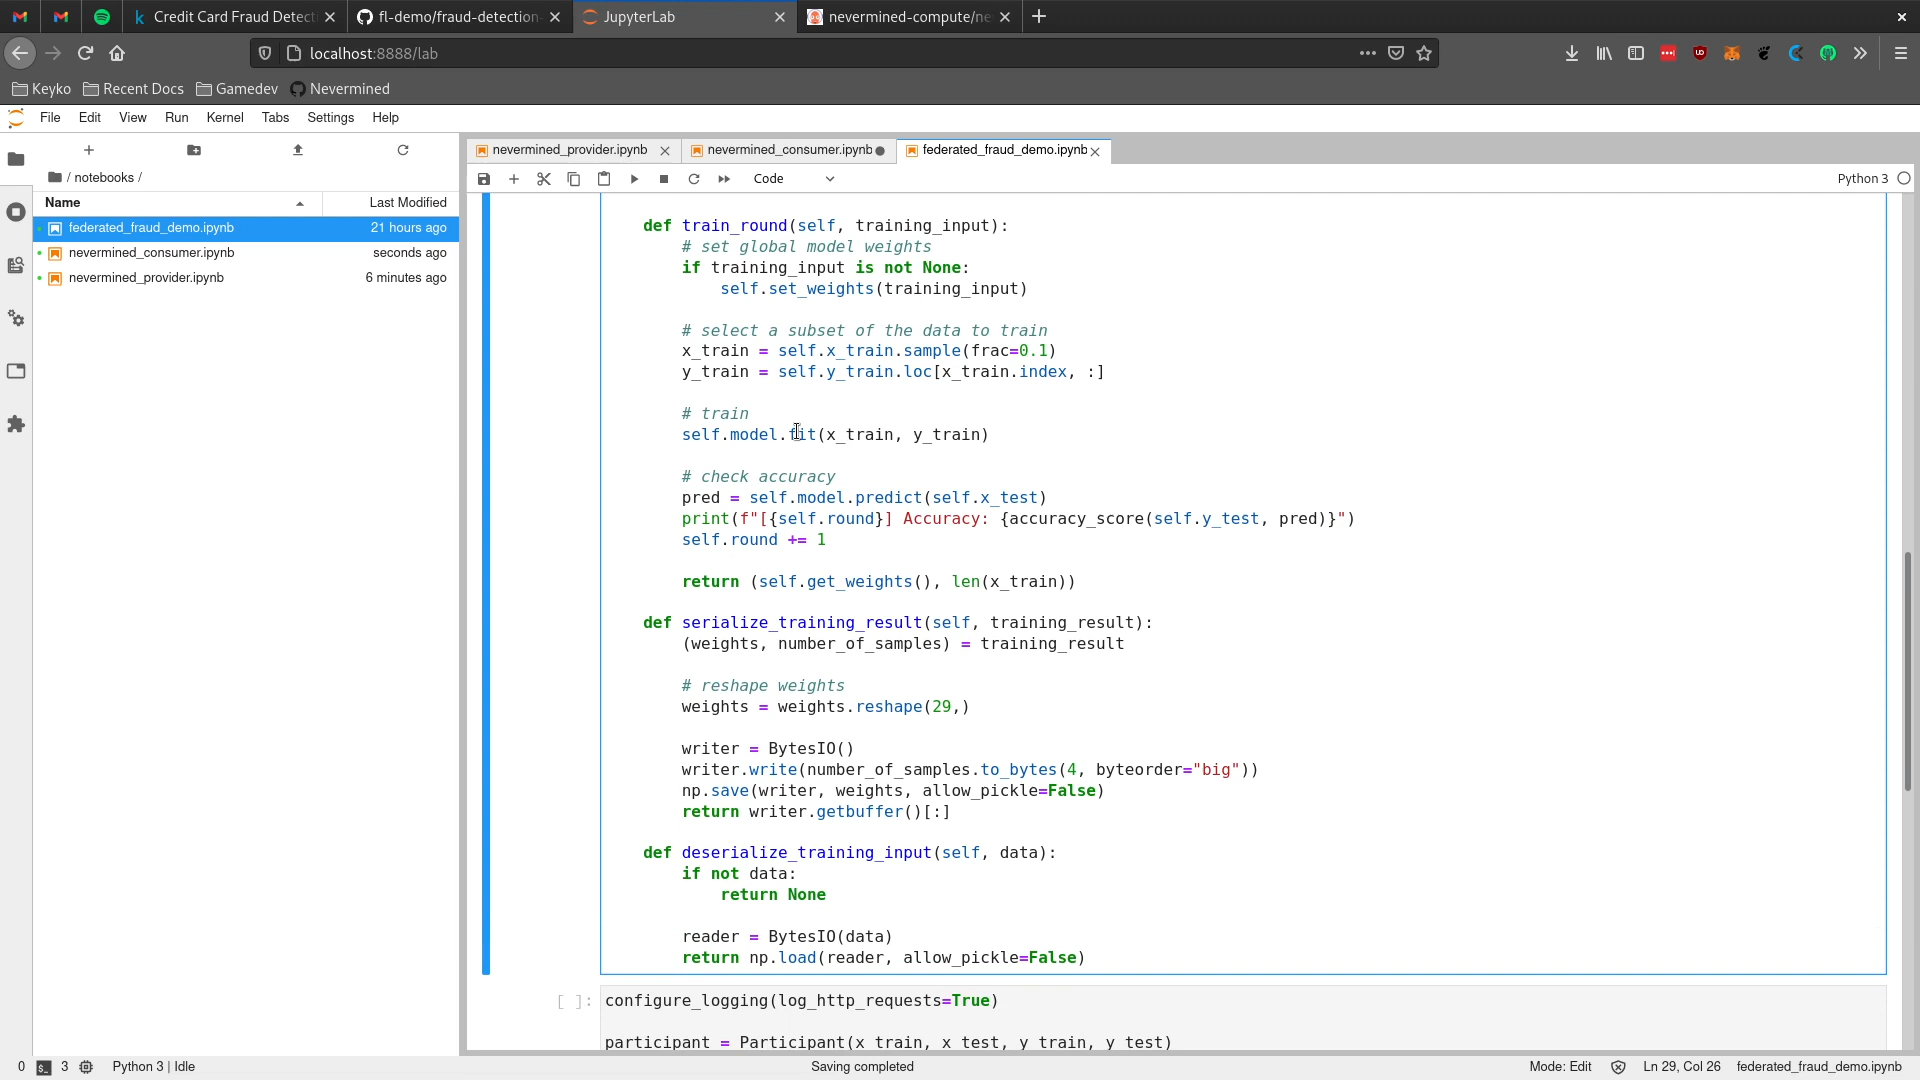 Credit Card Fraud Detect
fl-demo/fraud-detection-
JupyterLab
nevermined-compute/ne
localhost:8888/lab
Keyko
Recent Docs
Gamedev
Nevermined
File
Edit
View
Run
Kernel
Tabs
Settings
Help
/ notebooks /
Name
Last Modified
federated_fraud_demo.ipynb
21 hours ago
nevermined_consumer.ipynb
seconds ago
nevermined_provider.ipynb
6 minutes ago
nevermined_provider.ipynb
nevermined_consumer.ipynb
federated_fraud_demo.ipynb
Code
Python 3
def train_round(self, training_input):
# set global model weights
if training_input is not None:
self.set_weights(training_input)
# select a subset of the data to train
x_train = self.x_train.sample(frac=0.1)
y_train = self.y_train.loc[x_train.index, :]
# train
self.model.fit(x_train, y_train)
# check accuracy
pred = self.model.predict(self.x_test)
print(f"[{self.round}] Accuracy: {accuracy_score(self.y_test, pred)}")
self.round += 1
return (self.get_weights(), len(x_train))
def serialize_training_result(self, training_result):
(weights, number_of_samples) = training_result
# reshape weights
weights = weights.reshape(29,)
writer = BytesIO()
writer.write(number_of_samples.to_bytes(4, byteorder="big"))
np.save(writer, weights, allow_pickle=False)
return writer.getbuffer()[:]
def deserialize_training_input(self, data):
if not data:
return None
reader = BytesIO(data)
return np.load(reader, allow_pickle=False)
[ ]:
configure_logging(log_http_requests=True)
participant = Participant(x_train, x_test, y_train, y_test)
0
3
Python 3 | Idle
Saving completed
Mode: Edit
Ln 29, Col 26
federated_fraud_demo.ipynb